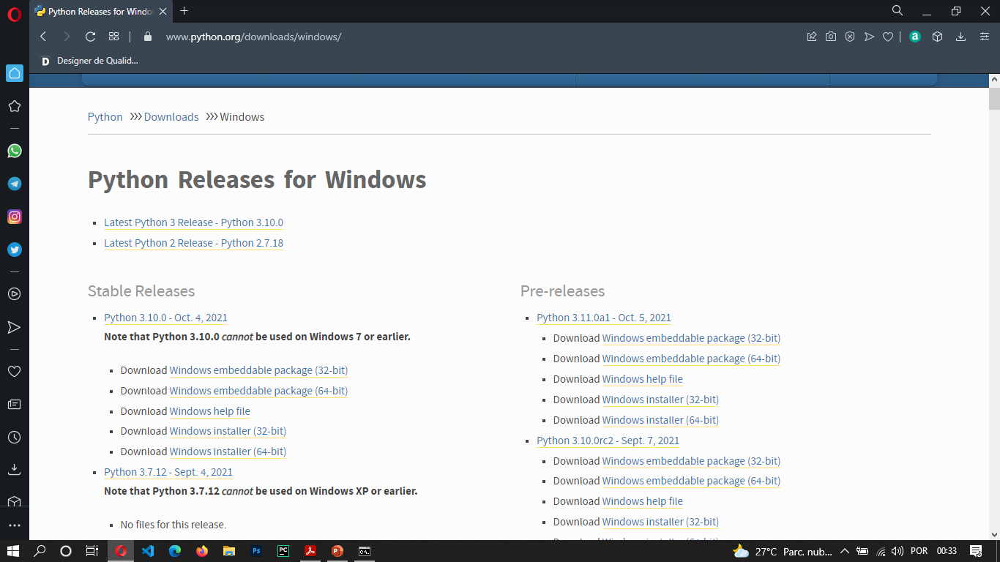 Python Releases for Windo
www.python.org/downloads/windows/
Designer de Qualid...
Python >>> Downloads >>> Windows
Python Releases for Windows
Latest Python 3 Release - Python 3.10.0
Latest Python 2 Release - Python 2.7.18
Stable Releases
Python 3.10.0 - Oct. 4, 2021
Note that Python 3.10.0 cannot be used on Windows 7 or earlier.
Download Windows embeddable package (32-bit)
Download Windows embeddable package (64-bit)
Download Windows help file
Download Windows installer (32-bit)
Download Windows installer (64-bit)
Python 3.7.12 - Sept. 4, 2021
Note that Python 3.7.12 cannot be used on Windows XP or earlier.
No files for this release.
Pre-releases
Python 3.11.0a1 - Oct. 5, 2021
Download Windows embeddable package (32-bit)
Download Windows embeddable package (64-bit)
Download Windows help file
Download Windows installer (32-bit)
Download Windows installer (64-bit)
Python 3.10.0rc2 - Sept. 7, 2021
Download Windows embeddable package (32-bit)
Download Windows embeddable package (64-bit)
Download Windows help file
Download Windows installer (32-bit)
27°C Parc. nub... POR 00:33